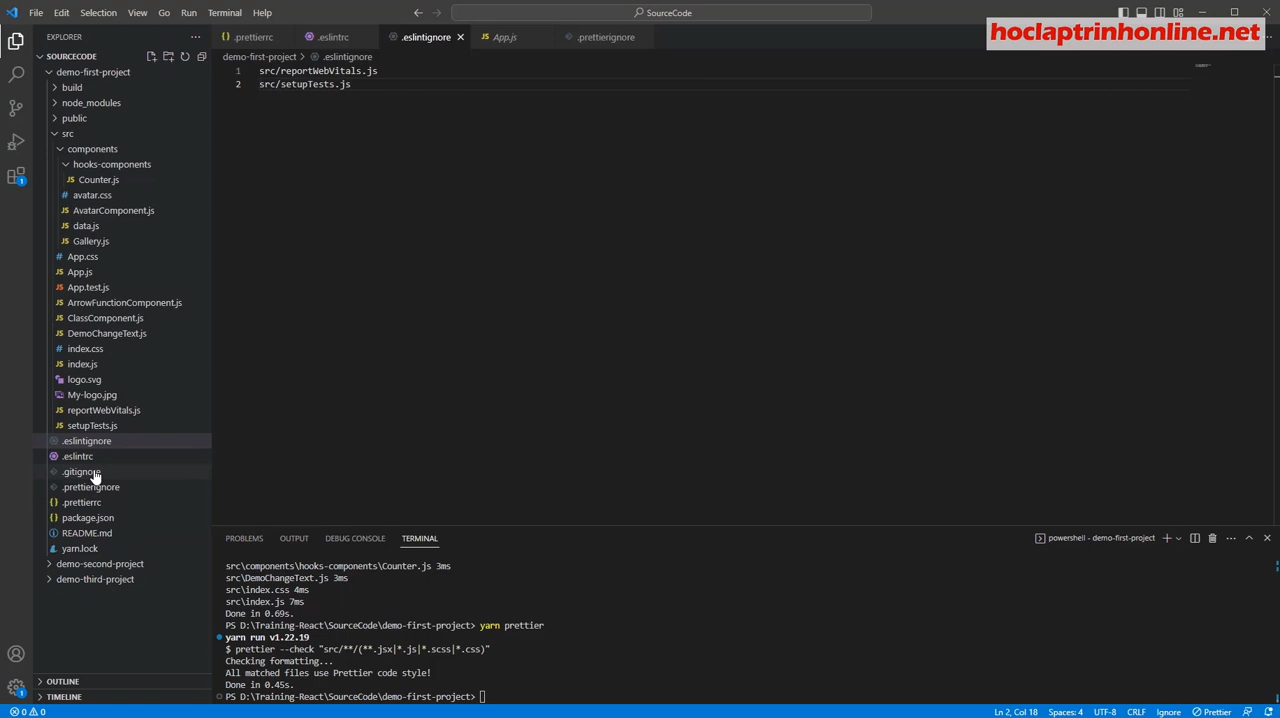 File Edit Selection View Go Run Terminal Help
SourceCode
hoclaptrinhonline.net
EXPLORER
SOURCECODE
demo-first-project
build
node_modules
public
src
components
hooks-components
Counter.js
avatar.css
AvatarComponent.js
data.js
Gallery.js
App.css
App.js
App.test.js
ArrowFunctionComponent.js
ClassComponent.js
DemoChangeText.js
index.css
index.js
logo.svg
My-logo.jpg
reportWebVitals.js
setupTests.js
.eslintignore
.eslintrc
.gitignore
.prettierignore
.prettierrc
package.json
README.md
yarn.lock
demo-second-project
demo-third-project
OUTLINE
TIMELINE
1
1
.prettierrc .eslintrc .eslintignore App.js .prettierignore
demo-first-project > .eslintignore
1 src/reportWebVitals.js
2 src/setupTests.js
PROBLEMS OUTPUT DEBUG CONSOLE TERMINAL
powershell - demo-first-project
src\components\hooks-components\Counter.js 3ms
src\DemoChangeText.js 3ms
src\index.css 4ms
src\index.js 7ms
Done in 0.69s.
PS D:\Training-React\SourceCode\demo-first-project> yarn prettier
yarn run v1.22.19
$ prettier --check "src/**/(**.jsx|*.js|*.scss|*.css)"
Checking formatting...
All matched files use Prettier code style!
Done in 0.45s.
PS D:\Training-React\SourceCode\demo-first-project>
0 0 Ln 2, Col 18 Spaces: 4 UTF-8 CRLF Ignore Prettier